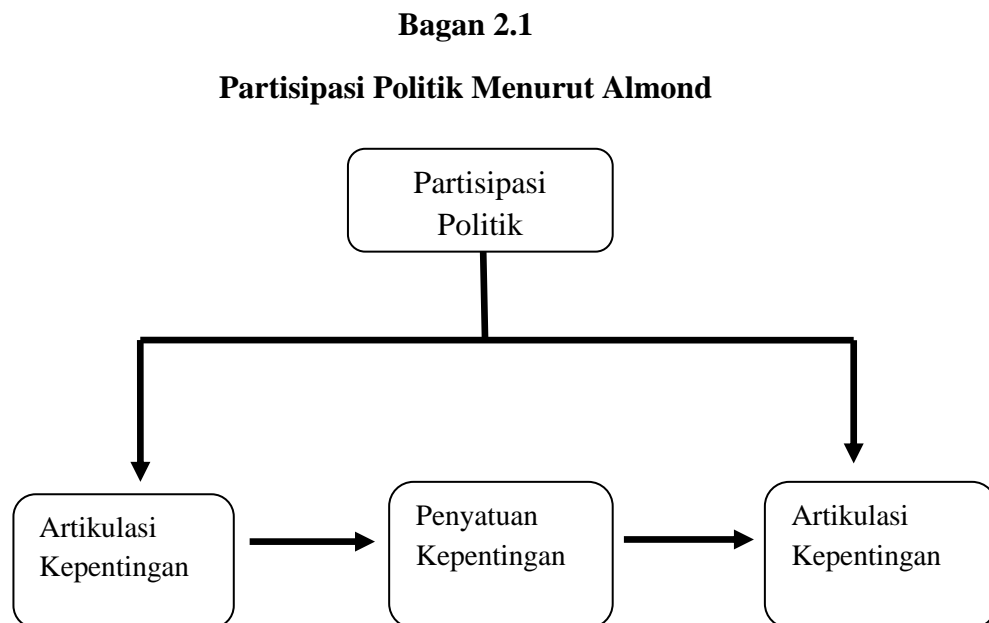 Bagan 2.1
Partisipasi Politik Menurut Almond
Partisipasi
Politik
Artikulasi
Kepentingan
Penyatuan
Kepentingan
Artikulasi
Kepentingan